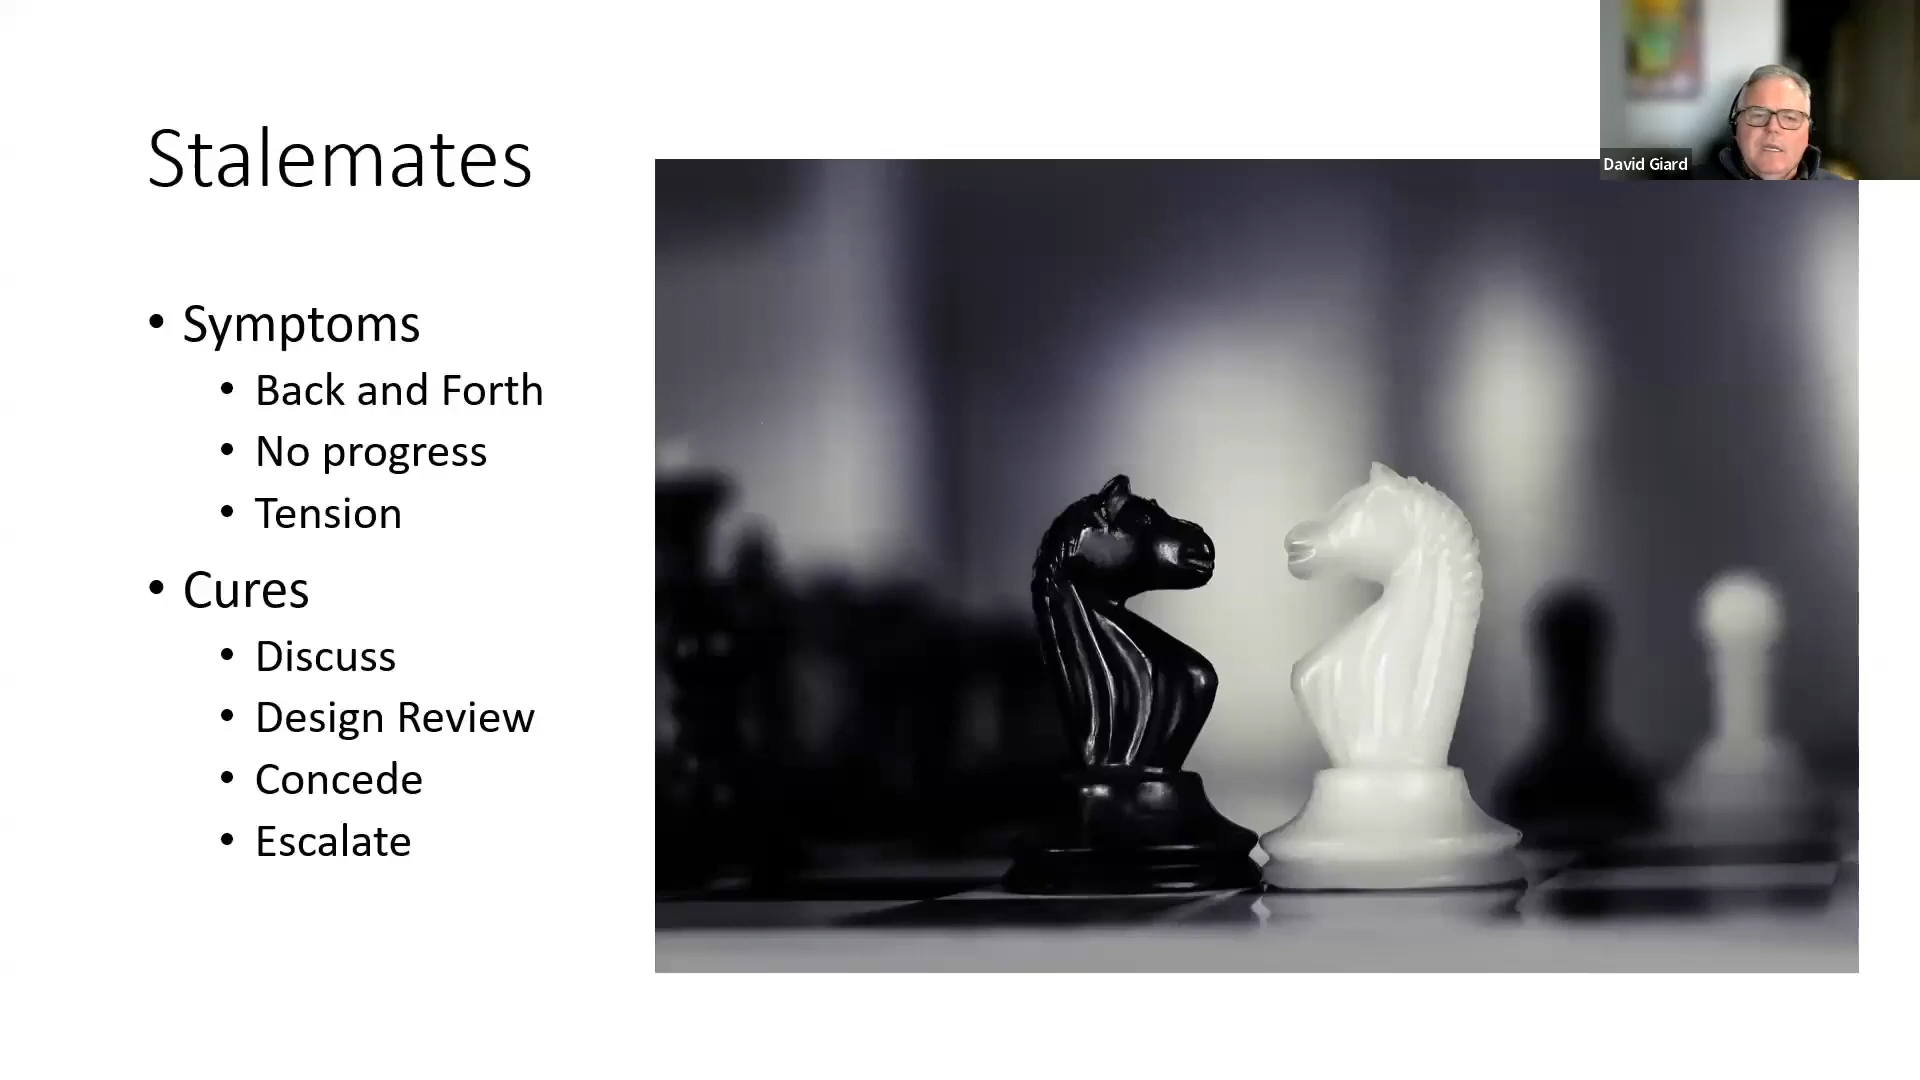 Stalemates
• Symptoms
• Back and Forth
• No progress
• Tension
• Cures
• Discuss
• Design Review
• Concede
• Escalate
David Giard